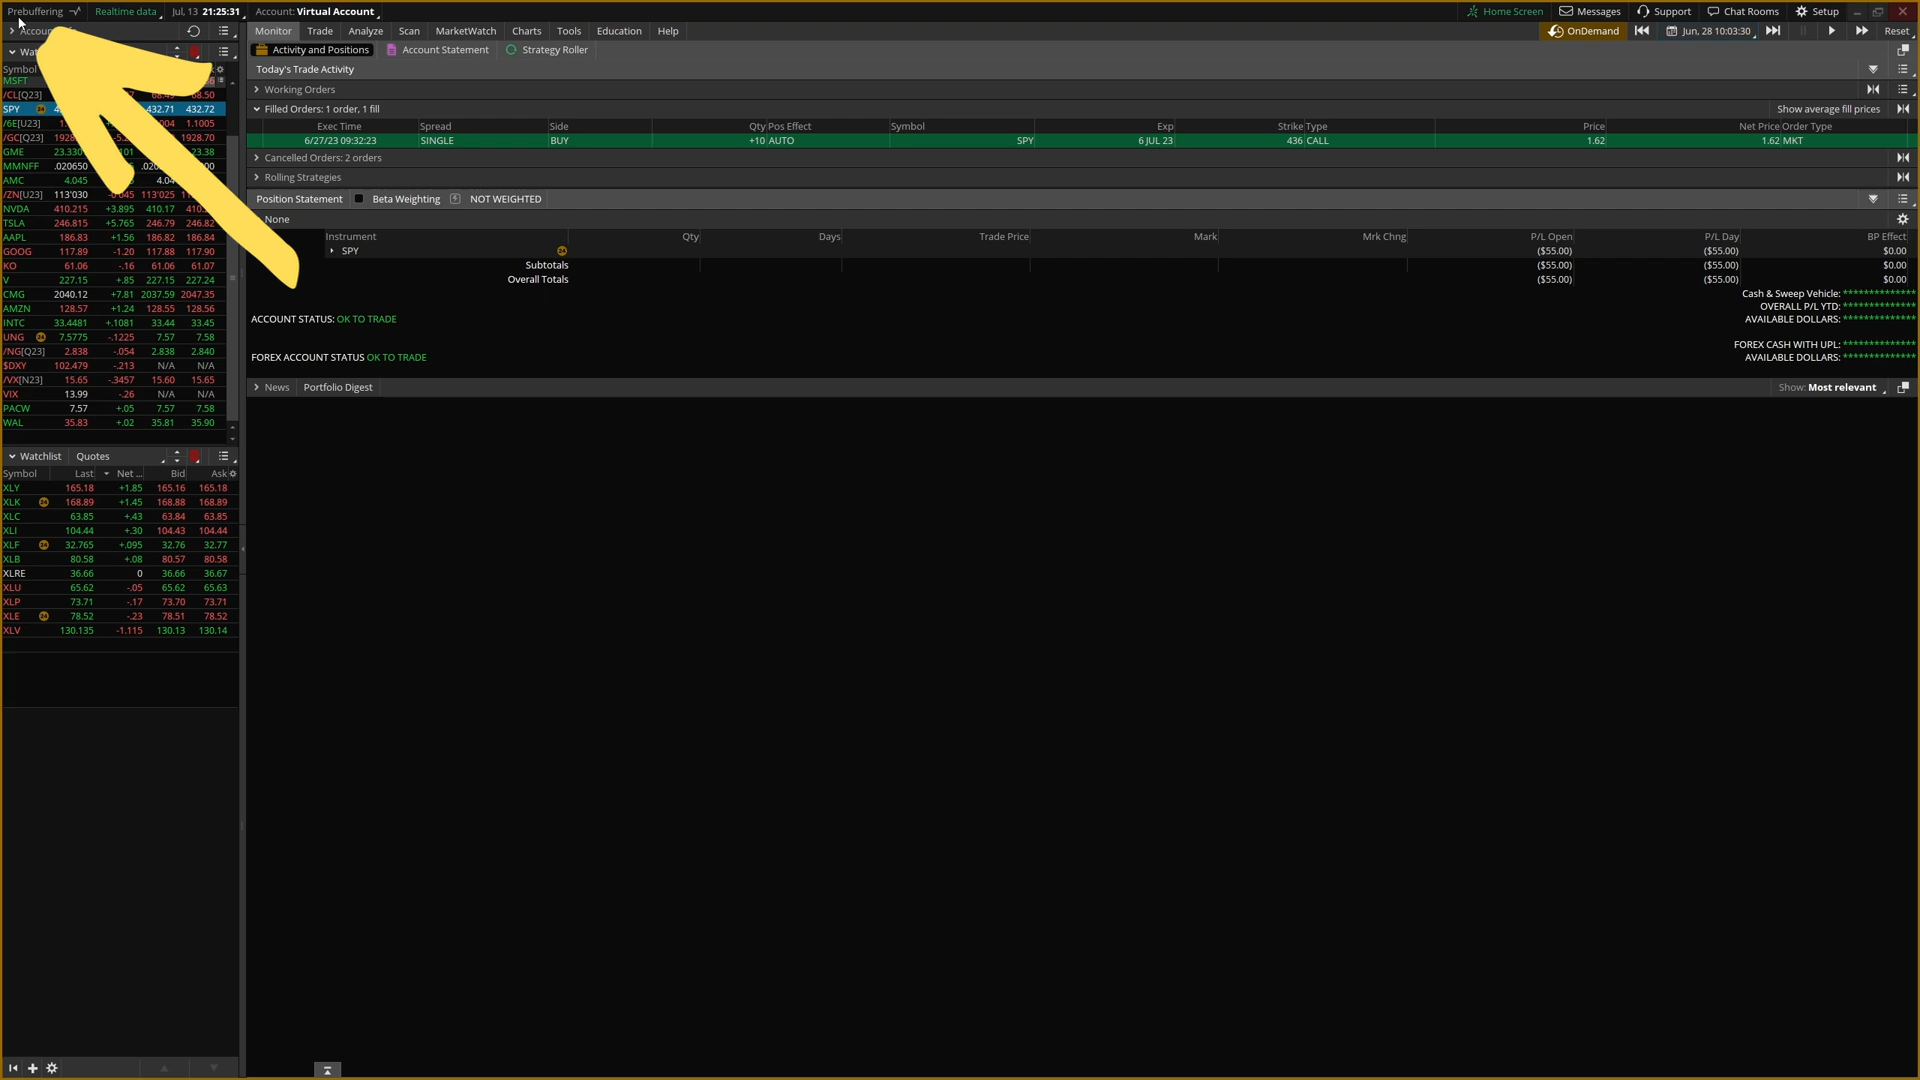 Prebuffering Realtime data Jul, 13 21:25:31 Account: Virtual Account Home Screen Messages Support Chat Rooms Setup
Monitor Trade Analyze Scan MarketWatch Charts Tools Education Help OnDemand Jun, 28 10:03:30 Reset
Activity and Positions Account Statement Strategy Roller
Today's Trade Activity
Working Orders
Filled Orders: 1 order, 1 fill Show average fill prices
Exec Time Spread Side Qty Pos Effect Symbol Exp Strike Type Price Net Price Order Type
6/27/23 09:32:23 SINGLE BUY +10 AUTO SPY 6 JUL 23 436 CALL 1.62 1.62 MKT
Cancelled Orders: 2 orders
Rolling Strategies
Position Statement Beta Weighting NOT WEIGHTED
None
Instrument Qty Days Trade Price Mark Mrk Chng P/L Open P/L Day BP Effect
SPY ($55.00) ($55.00) $0.00
Subtotals ($55.00) ($55.00) $0.00
Overall Totals ($55.00) ($55.00) $0.00
Cash & Sweep Vehicle: **************
OVERALL P/L YTD: **************
ACCOUNT STATUS: OK TO TRADE AVAILABLE DOLLARS: **************
FOREX CASH WITH UPL: **************
FOREX ACCOUNT STATUS OK TO TRADE AVAILABLE DOLLARS: **************
News Portfolio Digest Show: Most relevant
Symbol
MSFT
/CL[Q23] 68.50
SPY 432.71 432.72
/6E[U23] 1.1005
/GC[Q23] 1928.70
GME 23.330 23.38
MMNFF .020650
AMC 4.045
/ZN[U23] 113'030 -0'045 113'025
NVDA 410.215 +3.895 410.17
TSLA 246.815 +5.765 246.79 246.82
AAPL 186.83 +1.56 186.82 186.84
GOOG 117.89 -1.20 117.88 117.90
KO 61.06 -.16 61.06 61.07
V 227.15 +.85 227.15 227.24
CMG 2040.12 +7.81 2037.59 2047.35
AMZN 128.57 +1.24 128.55 128.56
INTC 33.4481 +.1081 33.44 33.45
UNG 7.5775 -.1225 7.57 7.58
/NG[Q23] 2.838 -.054 2.838 2.840
$DXY 102.479 -.213 N/A N/A
/VX[N23] 15.65 -.3457 15.60 15.65
VIX 13.99 -.26 N/A N/A
PACW 7.57 +.05 7.57 7.58
WAL 35.83 +.02 35.81 35.90
Watchlist Quotes
Symbol Last Net ... Bid Ask
XLY 165.18 +1.85 165.16 165.18
XLK 168.89 +1.45 168.88 168.89
XLC 63.85 +.43 63.84 63.85
XLI 104.44 +.30 104.43 104.44
XLF 32.765 +.095 32.76 32.77
XLB 80.58 +.08 80.57 80.58
XLRE 36.66 0 36.66 36.67
XLU 65.62 -.05 65.62 65.63
XLP 73.71 -.17 73.70 73.71
XLE 78.52 -.23 78.51 78.52
XLV 130.135 -1.115 130.13 130.14